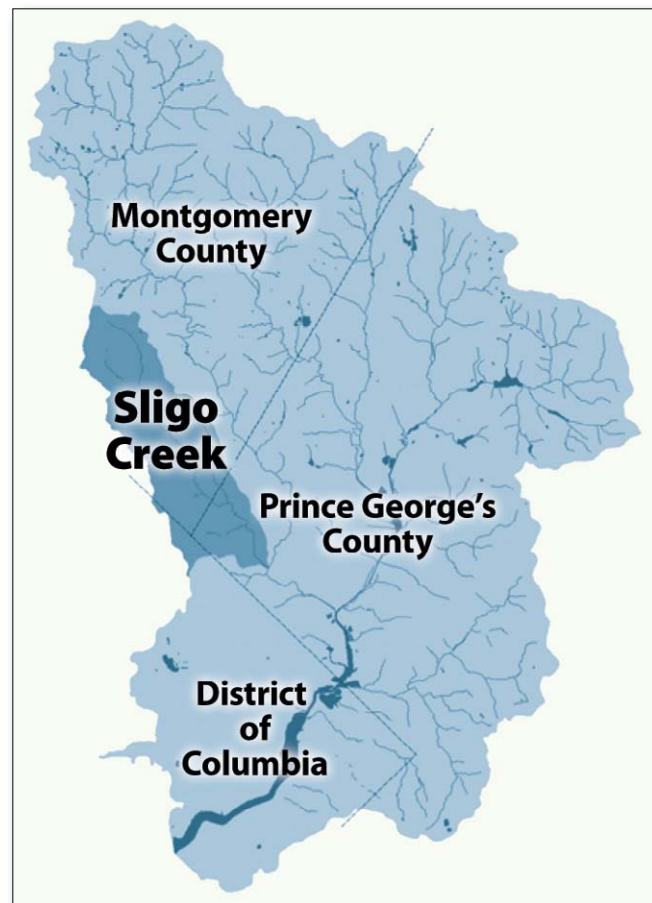 Montgomery
County
Sligo
Creek
Prince George’s
County
District
of
Columbia